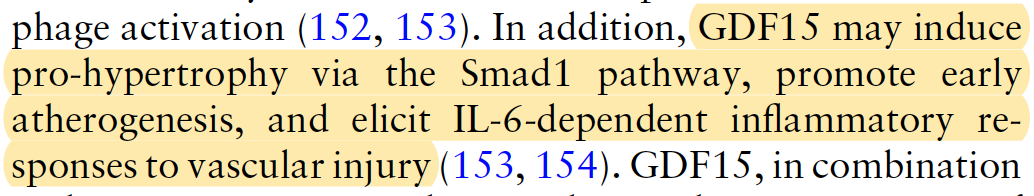 phage activation (152, 153). In addition, GDF15 may induce
pro-hypertrophy via the Smad1 pathway, promote early
atherogenesis, and elicit IL-6-dependent inflammatory re-
sponses to vascular injury (153, 154). GDF15, in combination